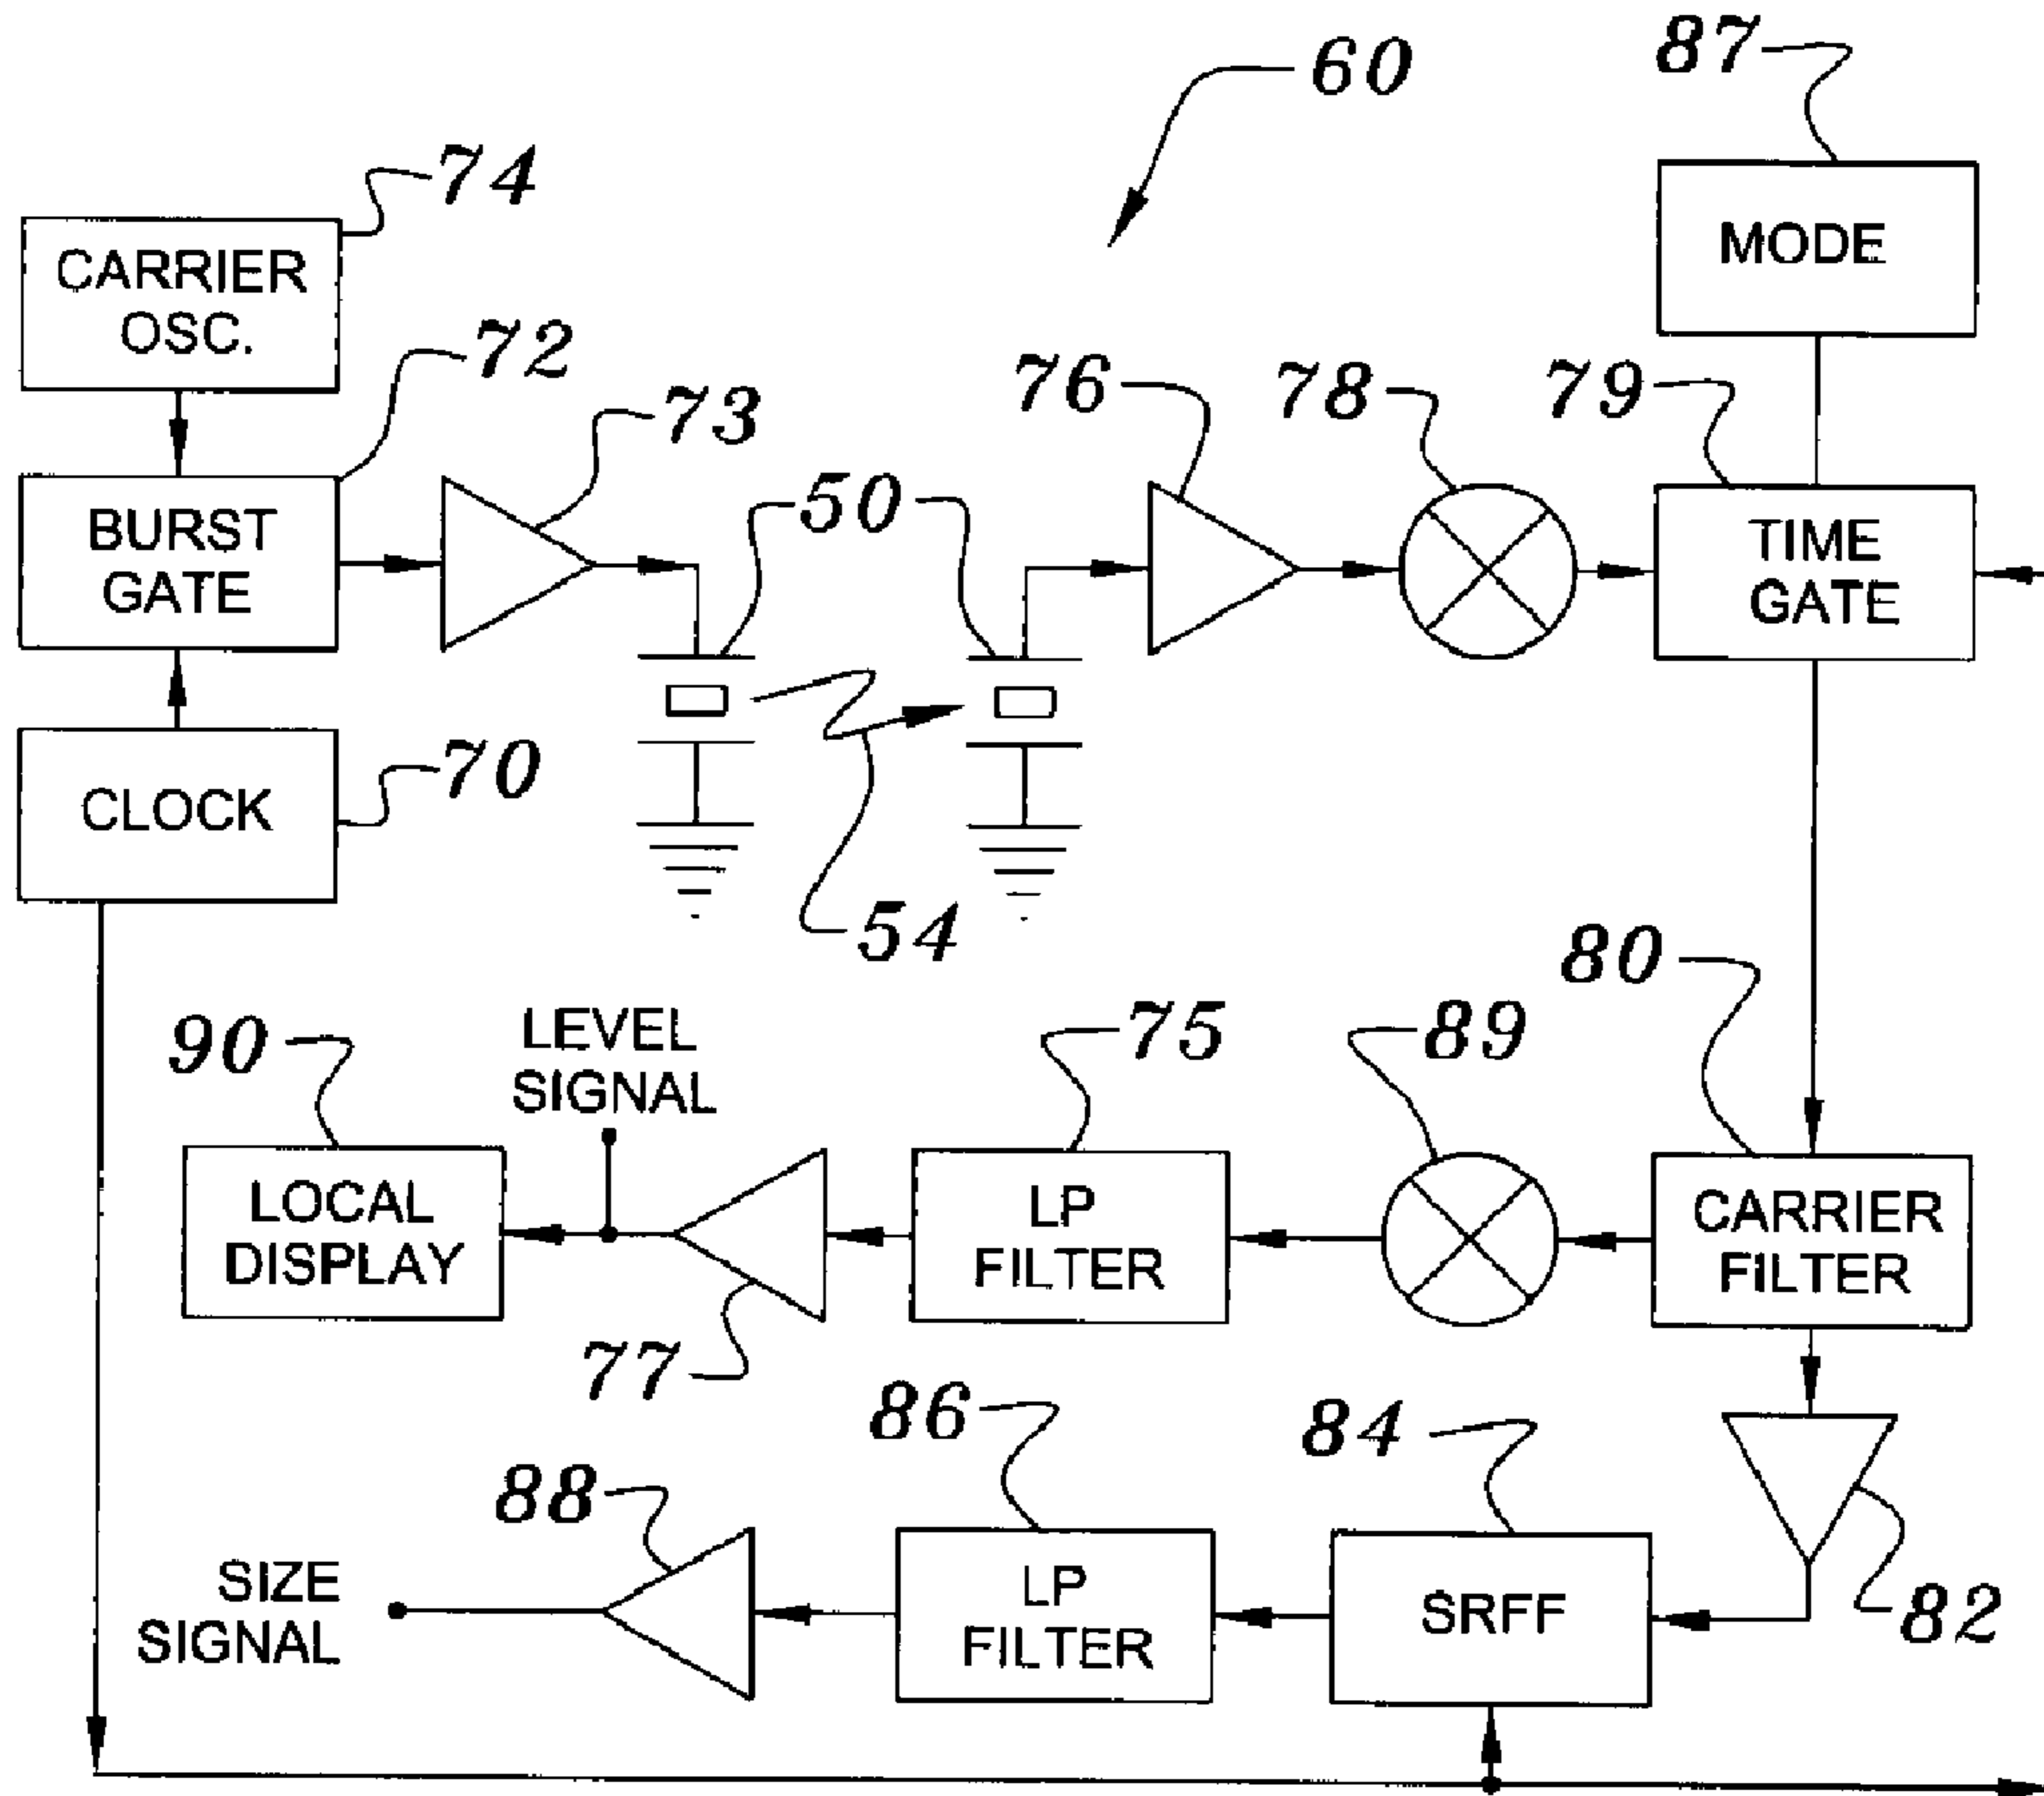 60
87
74
CARRIER
OSC.
MODE
72
73
50
76
78
79
BURST
GATE
TIME
GATE
70
CLOCK
54
80
90
LEVEL
SIGNAL
75
89
LOCAL
DISPLAY
LP
FILTER
CARRIER
FILTER
77
86
84
88
SIZE
SIGNAL
LP
FILTER
SRFF
82